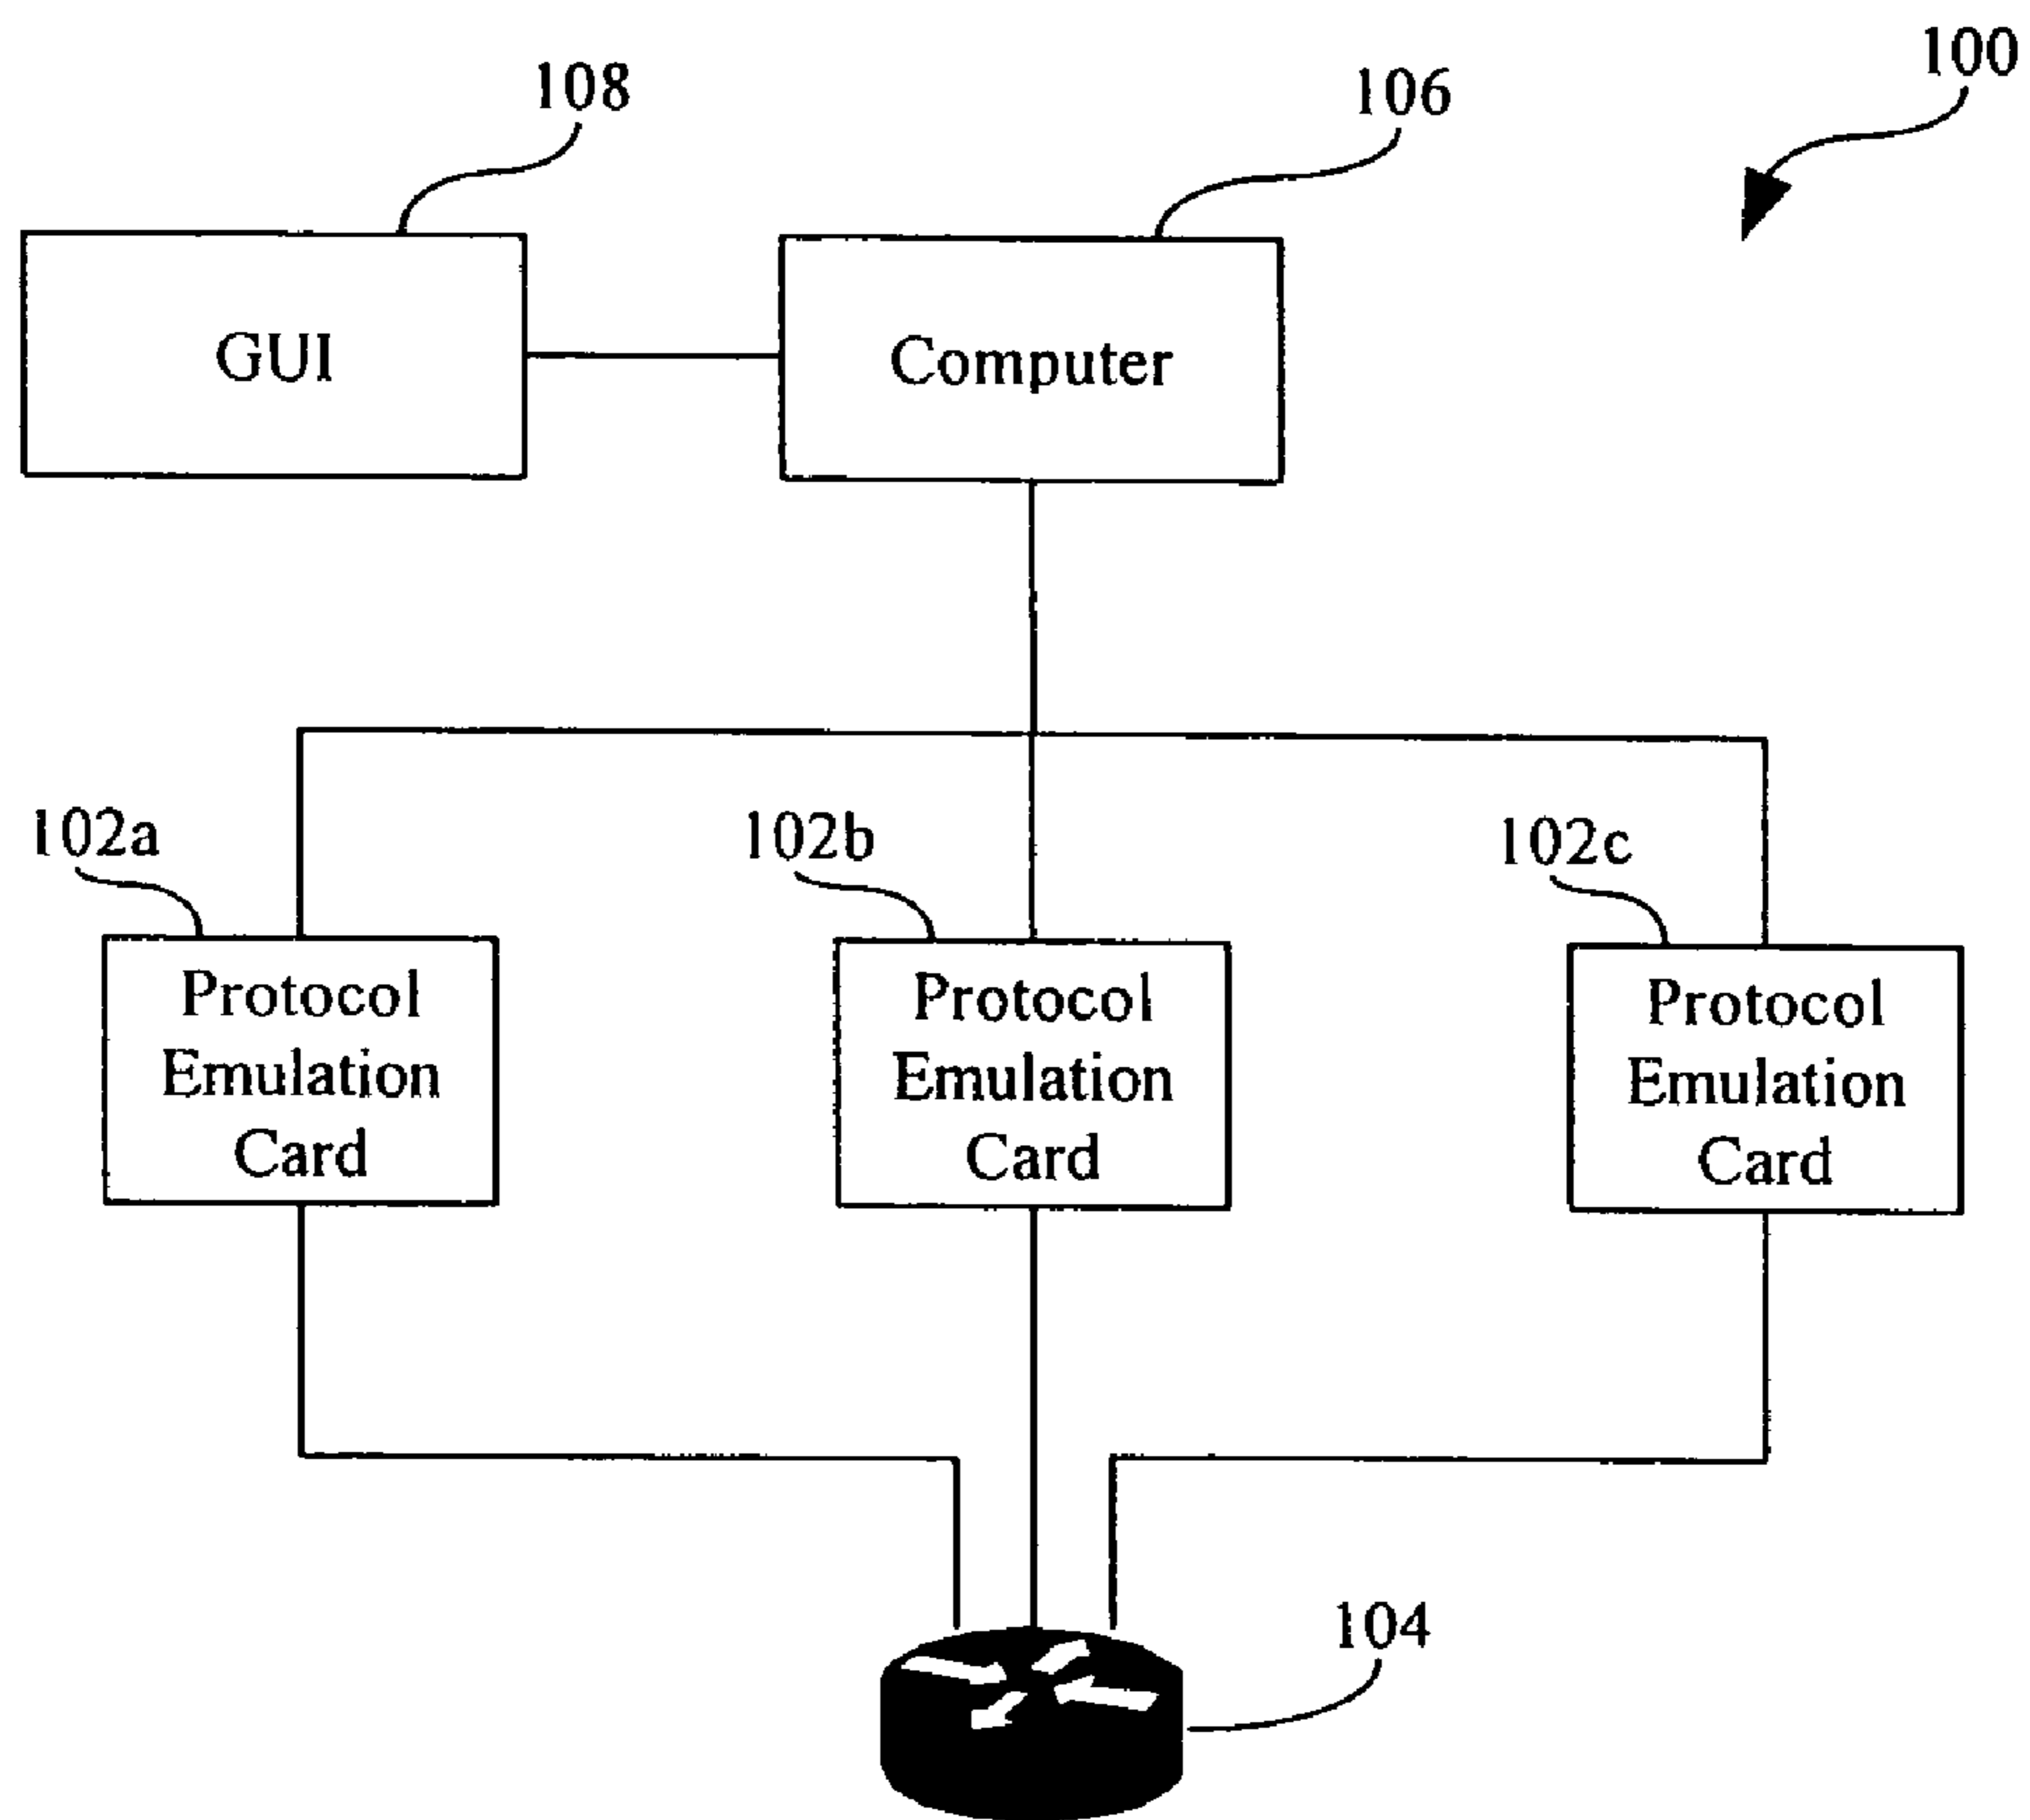 100
108
106
GUI
Computer
102a
102b
102c
Protocol
Emulation
Card
Protocol
Emulation
Card
Protocol
Emulation
Card
104